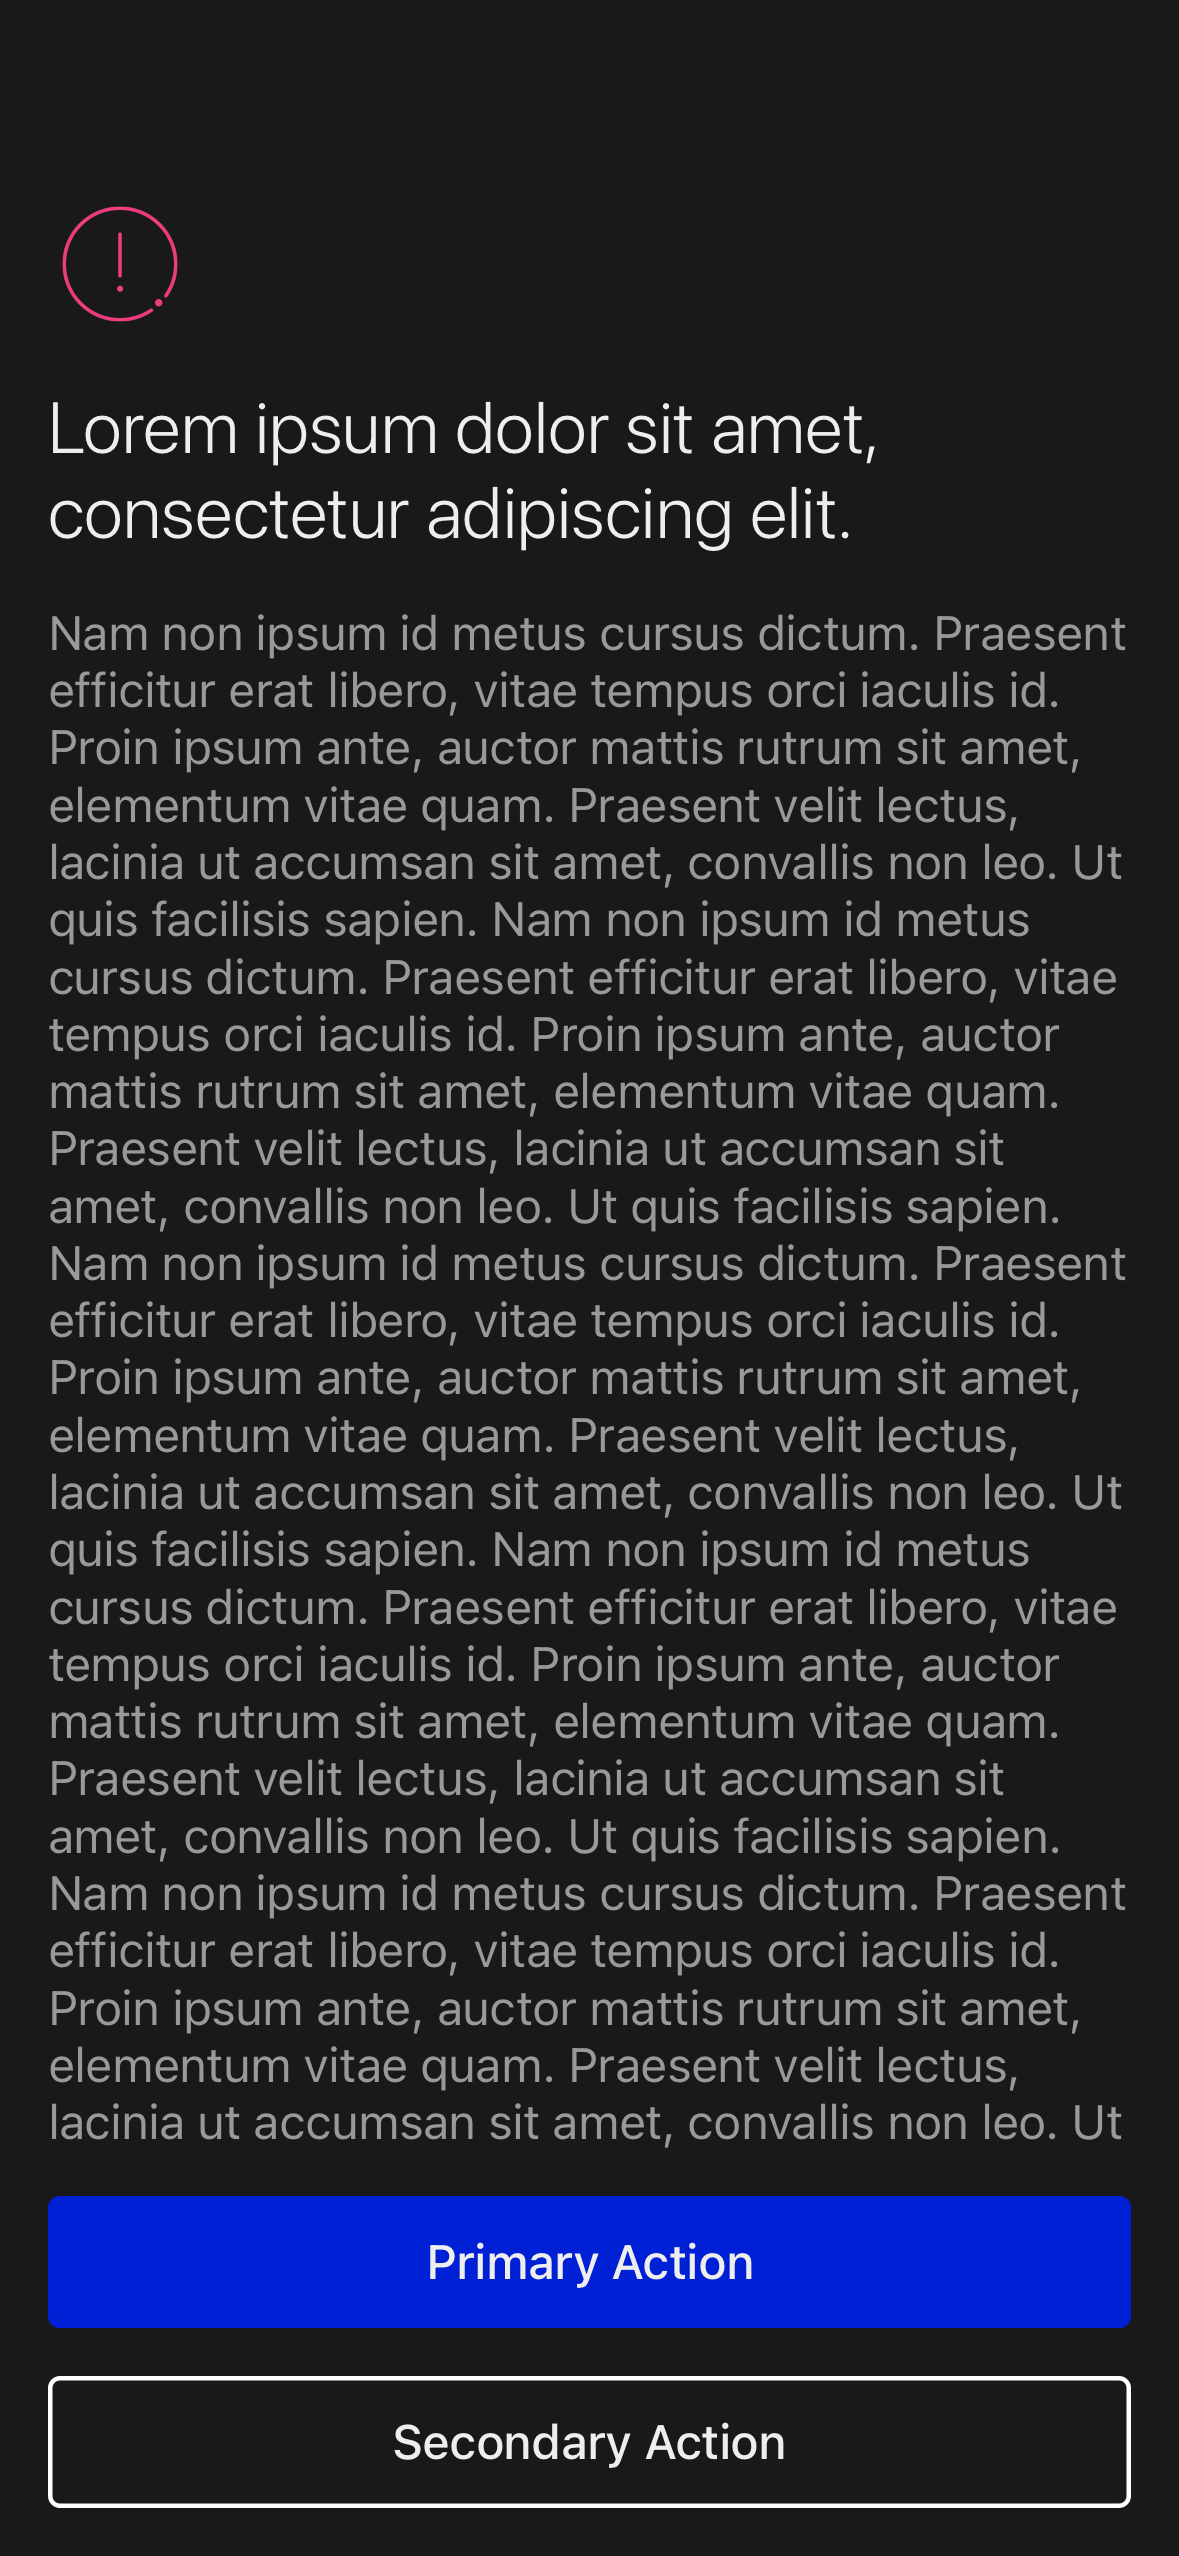 Lorem ipsum dolor sit amet,
consectetur adipiscing elit.
Nam non ipsum id metus cursus dictum. Praesent
efficitur erat libero, vitae tempus orci iaculis id.
Proin ipsum ante, auctor mattis rutrum sit amet,
elementum vitae quam. Praesent velit lectus,
lacinia ut accumsan sit amet, convallis non leo. Ut
quis facilisis sapien. Nam non ipsum id metus
cursus dictum. Praesent efficitur erat libero, vitae
tempus orci iaculis id. Proin ipsum ante, auctor
mattis rutrum sit amet, elementum vitae quam.
Praesent velit lectus, lacinia ut accumsan sit
amet, convallis non leo. Ut quis facilisis sapien.
Nam non ipsum id metus cursus dictum. Praesent
efficitur erat libero, vitae tempus orci iaculis id.
Proin ipsum ante, auctor mattis rutrum sit amet,
elementum vitae quam. Praesent velit lectus,
lacinia ut accumsan sit amet, convallis non leo. Ut
quis facilisis sapien. Nam non ipsum id metus
cursus dictum. Praesent efficitur erat libero, vitae
tempus orci iaculis id. Proin ipsum ante, auctor
mattis rutrum sit amet, elementum vitae quam.
Praesent velit lectus, lacinia ut accumsan sit
amet, convallis non leo. Ut quis facilisis sapien.
Nam non ipsum id metus cursus dictum. Praesent
efficitur erat libero, vitae tempus orci iaculis id.
Proin ipsum ante, auctor mattis rutrum sit amet,
elementum vitae quam. Praesent velit lectus,
lacinia ut accumsan sit amet, convallis non leo. Ut
Primary Action
Secondary Action